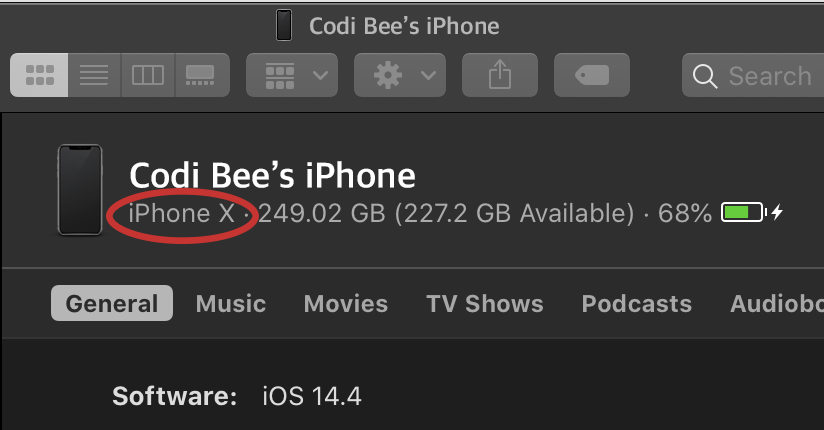 Codi Bee’s iPhone
Search
Codi Bee’s iPhone
iPhone X · 249.02 GB (227.2 GB Available) · 68%
General Music Movies TV Shows Podcasts Audiobo
Software: iOS 14.4